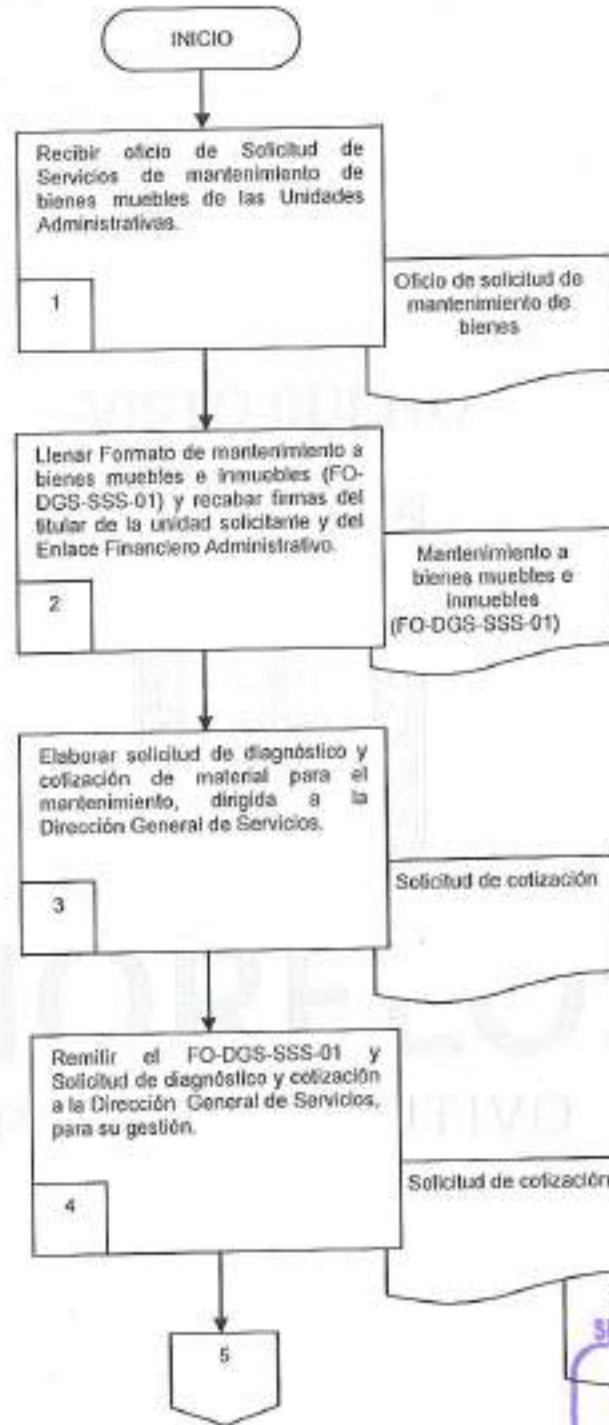 INICIO
Recibir oficio de Solicitud de
Servicios de mantenimiento de
bienes muebles de las Unidades
Administrativas.
1
Oficio de solicitud de
mantenimiento de
bienes
Llenar Formato de mantenimiento a
bienes muebles e inmuebles (FO-
DGS-SSS-01) y recabar firmas del
titular de la unidad solicitante y del
Enlace Financiero Administrativo.
2
Mantenimiento a
bienes muebles e
inmuebles
(FO-DGS-SSS-01)
Elaborar solicitud de diagnóstico y
cotización de material para el
mantenimiento, dirigida a la
Dirección General de Servicios.
3
Solicitud de cotización
Remitir el FO-DGS-SSS-01 y
Solicitud de diagnóstico y cotización
a la Dirección General de Servicios,
para su gestión.
4
Solicitud de cotización
5